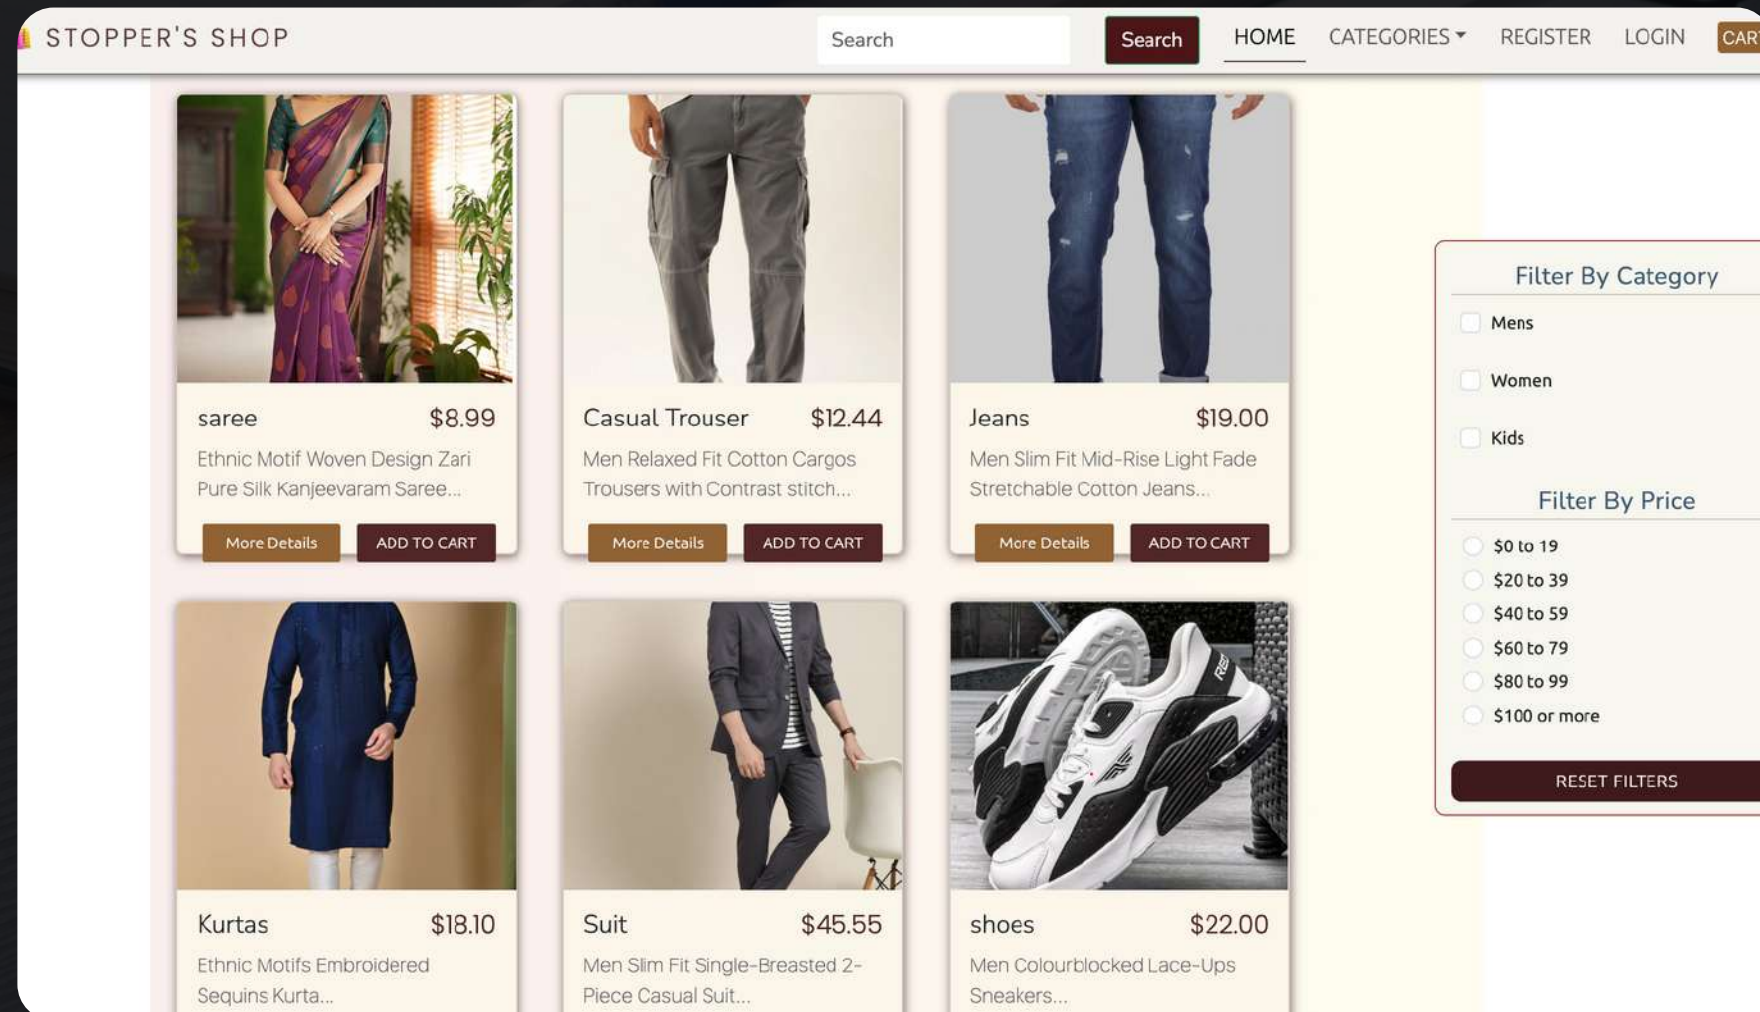 STOPPER'S SHOP
Search
Search
HOME
CATEGORIES
REGISTER
LOGIN
saree $8.99
Ethnic Motif Woven Design Zari
Pure Silk Kanjeevaram Saree...
More Details
ADD TO CART
Casual Trouser $12.44
Men Relaxed Fit Cotton Cargos
Trousers with Contrast stitch...
More Details
ADD TO CART
Jeans $19.00
Men Slim Fit Mid-Rise Light Fade
Stretchable Cotton Jeans...
More Details
ADD TO CART
Kurtas $18.10
Ethnic Motifs Embroidered
Sequins Kurta...
Suit $45.55
Men Slim Fit Single-Breasted 2-
Piece Casual Suit...
shoes $22.00
Men Colourblocked Lace-Ups
Sneakers...
Filter By Category
Mens
Women
Kids
Filter By Price
$0 to 19
$20 to 39
$40 to 59
$60 to 79
$80 to 99
$100 or more
RESET FILTERS